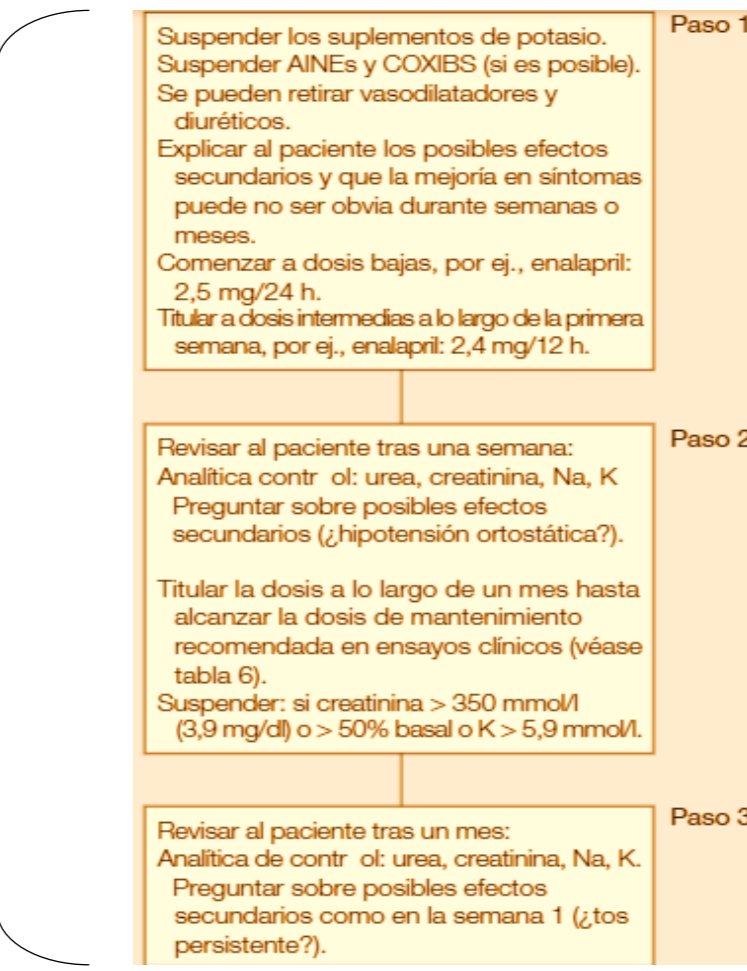 Suspender los suplementos de potasio.
Suspender AINEs y COXIBS (si es posible).
Se pueden retirar vasodilatadores y
diuréticos.
Explicar al paciente los posibles efectos
secundarios y que la mejoría en síntomas
puede no ser obvia durante semanas o
meses.
Comenzar a dosis bajas, por ej., enalapril:
2,5 mg/24 h.
Titular a dosis intermedias a lo largo de la primera
semana, por ej., enalapril: 2,4 mg/12 h.
Paso 1
Revisar al paciente tras una semana:
Analítica contr ol: urea, creatinina, Na, K
Preguntar sobre posibles efectos
secundarios (¿hipotensión ortostática?).
Titular la dosis a lo largo de un mes hasta
alcanzar la dosis de mantenimiento
recomendada en ensayos clínicos (véase
tabla 6).
Suspender: si creatinina > 350 mmol/l
(3,9 mg/dl) o > 50% basal o K > 5,9 mmol/l.
Paso 2
Revisar al paciente tras un mes:
Analítica de contr ol: urea, creatinina, Na, K.
Preguntar sobre posibles efectos
secundarios como en la semana 1 (¿tos
persistente?).
Paso 3